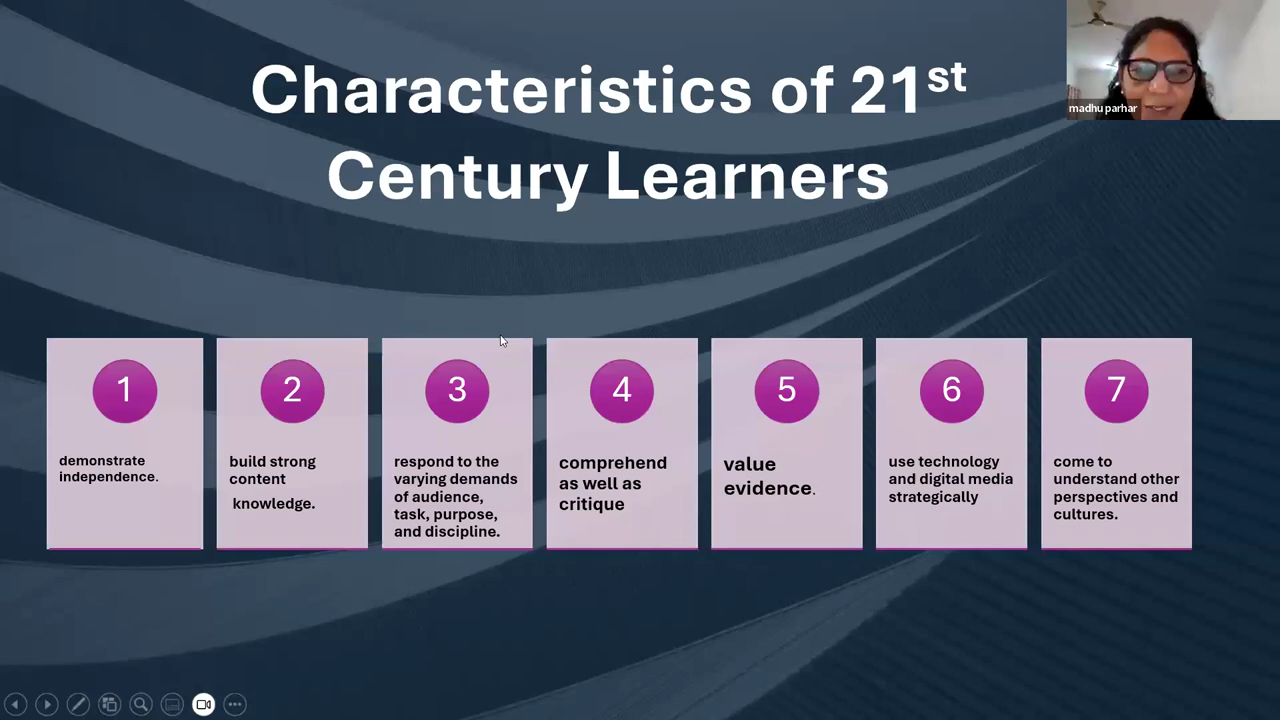 Characteristics of 21st
Century Learners
madhu parhar
1
demonstrate
independence.
2
build strong
content
knowledge.
3
respond to the
varying demands
of audience,
task, purpose,
and discipline.
4
comprehend
as well as
critique
5
value
evidence.
6
use technology
and digital media
strategically
7
come to
understand other
perspectives and
cultures.